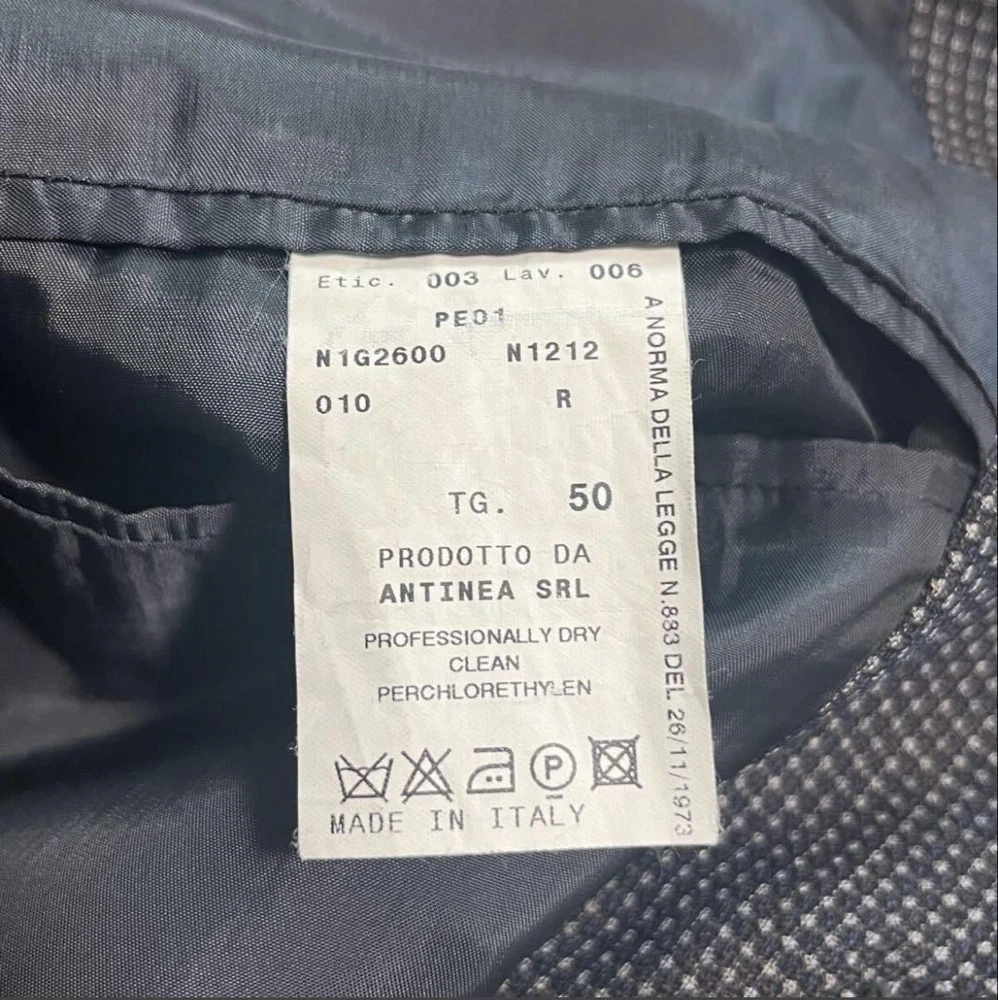 Etic. 003 Lav. 006
PE01
N1G2600 N1212
010 R
TG. 50
PRODOTTO DA
ANTINEA SRL
PROFESSIONALLY DRY
CLEAN
PERCHLORETHYLEN
P
MADE IN ITALY
A NORMA DELLA LEGGE N.883 DEL 26/11/1973